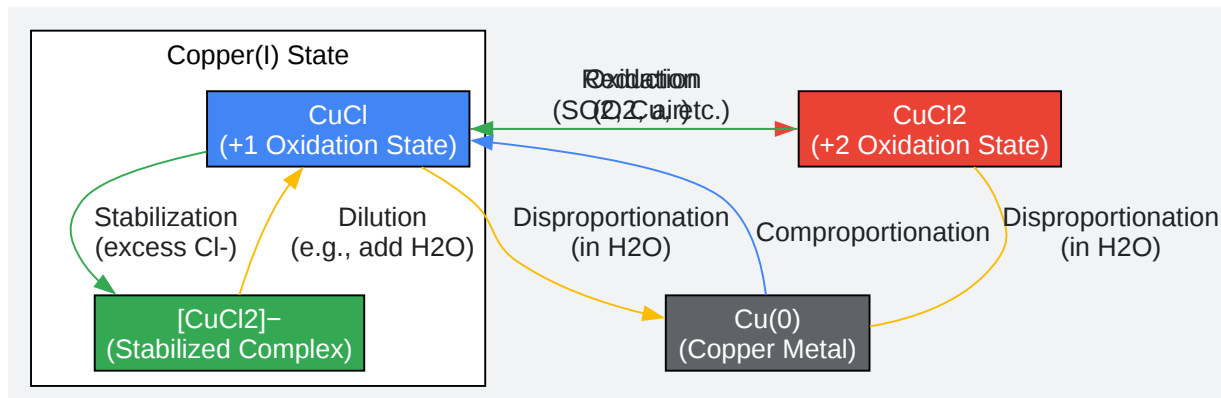 Copper(I) State
CuCl
(+1 Oxidation State)
CuCl2
(+2 Oxidation State)
Stabilization
(excess Cl-)
Dilution
(e.g., add H2O)
Disproportionation
(in H2O)
Comproportionation
Disproportionation
(in H2O)
[CuCl2]−
(Stabilized Complex)
Cu(0)
(Copper Metal)